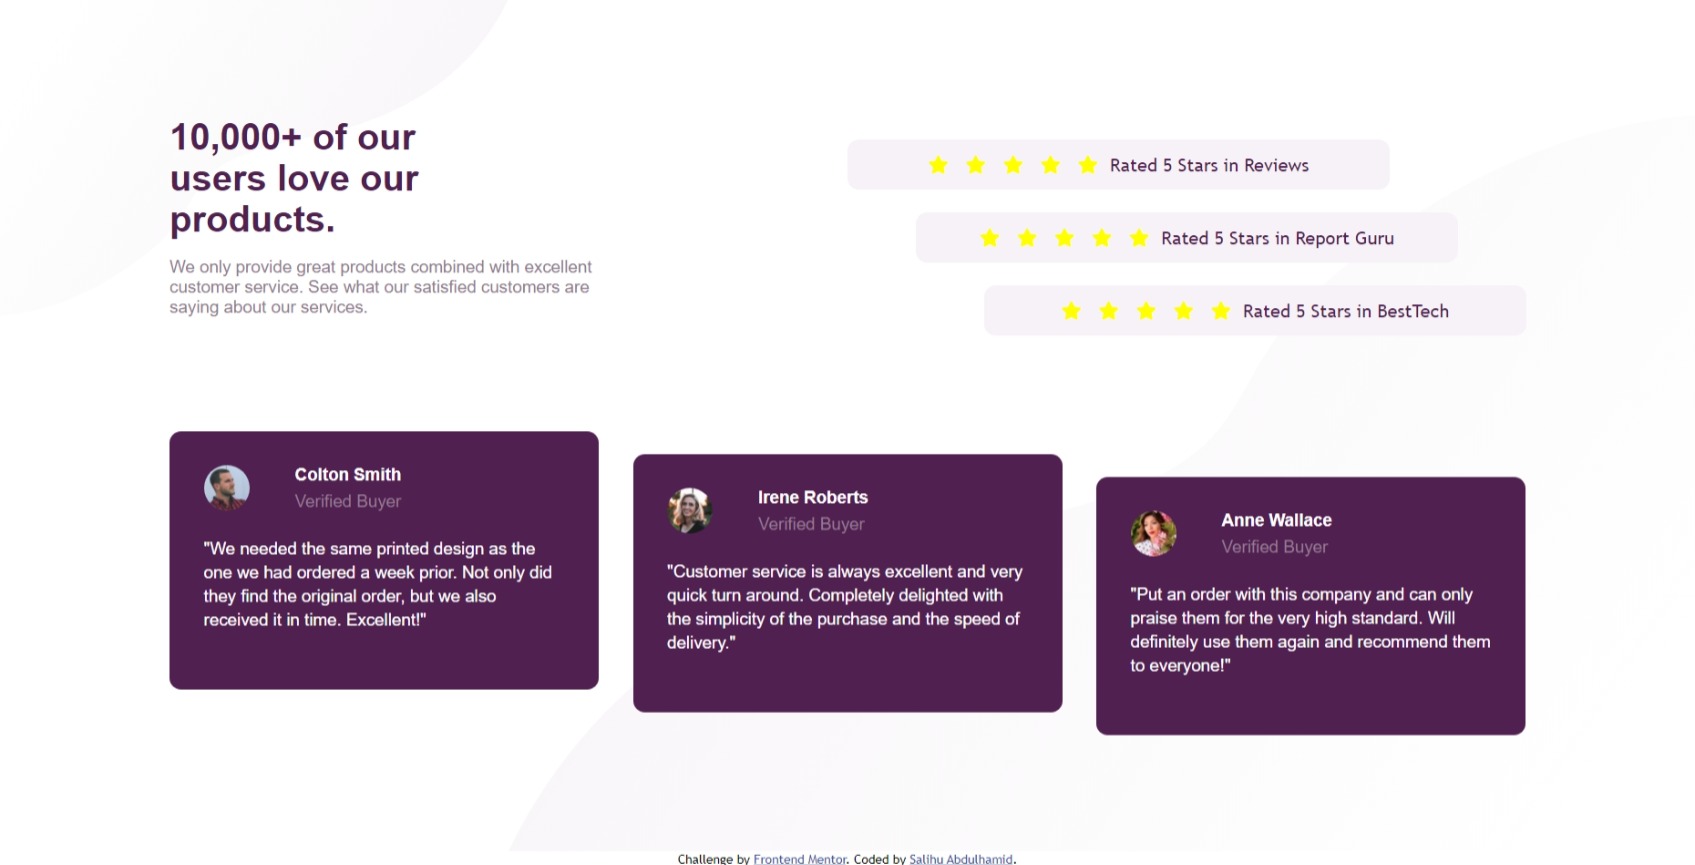 10,000+ of our
users love our
products.
We only provide great products combined with excellent
customer service. See what our satisfied customers are
saying about our services.
Rated 5 Stars in Reviews
Rated 5 Stars in Report Guru
Rated 5 Stars in BestTech
Colton Smith
Verified Buyer
"We needed the same printed design as the
one we had ordered a week prior. Not only did
they find the original order, but we also
received it in time. Excellent!"
Irene Roberts
Verified Buyer
"Customer service is always excellent and very
quick turn around. Completely delighted with
the simplicity of the purchase and the speed of
delivery."
Anne Wallace
Verified Buyer
"Put an order with this company and can only
praise them for the very high standard. Will
definitely use them again and recommend them
to everyone!"
Challenge by Frontend Mentor. Coded by Salihu Abdulhamid.